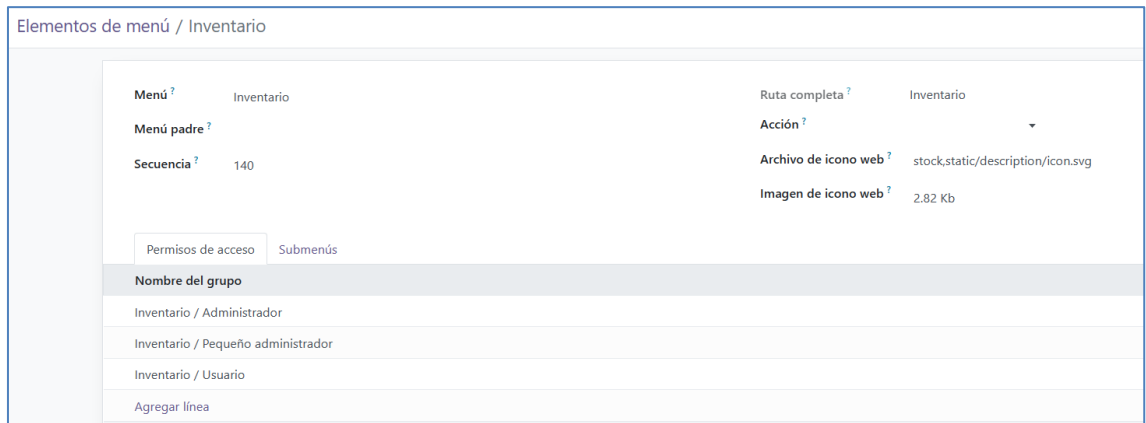 Elementos de menú / Inventario
Menú ? Inventario
Menú padre ?
Secuencia ? 140
Ruta completa ? Inventario
Acción ?
Archivo de icono web ? stock,static/description/icon.svg
Imagen de icono web ? 2.82 Kb
Permisos de acceso Submenús
Nombre del grupo
Inventario / Administrador
Inventario / Pequeño administrador
Inventario / Usuario
Agregar línea